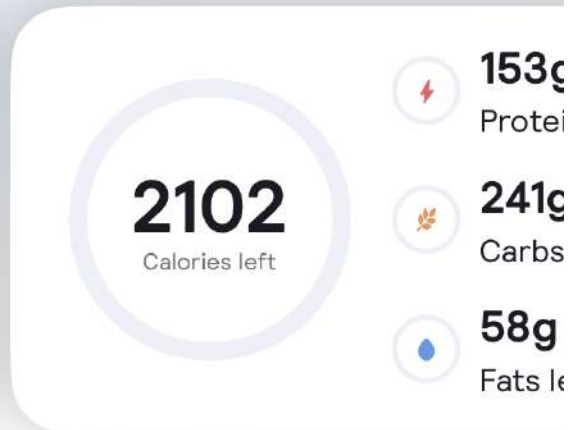 2102
Calories left
153g
Protei
241g
Carbs
58g
Fats le